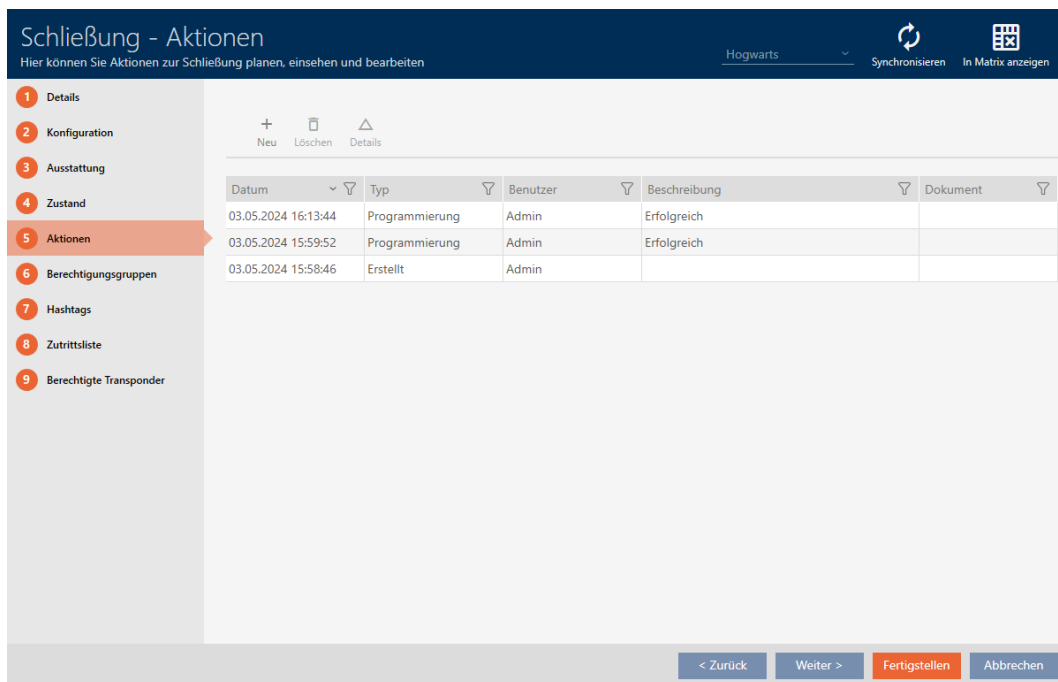 Schließung - Aktionen
Hier können Sie Aktionen zur Schließung planen, einsehen und bearbeiten
Hogwarts
Synchronisieren
In Matrix anzeigen
1 Details
2 Konfiguration
3 Ausstattung
4 Zustand
5 Aktionen
6 Berechtigungsgruppen
7 Hashtags
8 Zutrittsliste
9 Berechtigte Transponder
Neu Löschen Details
Datum Typ Benutzer Beschreibung Dokument
03.05.2024 16:13:44 Programmierung Admin Erfolgreich
03.05.2024 15:59:52 Programmierung Admin Erfolgreich
03.05.2024 15:58:46 Erstellt Admin
< Zurück Weiter > Fertigstellen Abbrechen